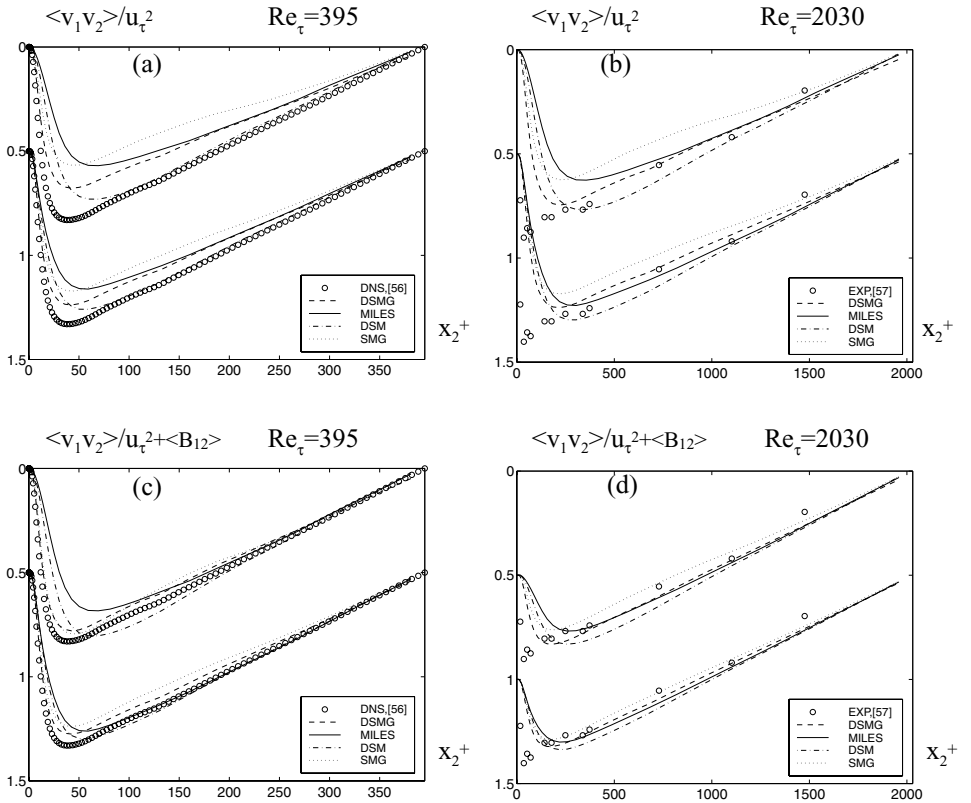 <v₁v₂>/uτ² Reτ=395
(a)
0
0.5
1
1.5
0 50 100 150 200 250 300 350
DNS,[56]
DSMG
MILES
DSM
SMG
x₂⁺
<v₁v₂>/uτ² Reτ=2030
(b)
0
0.5
1
1.5
0 500 1000 1500 2000
EXP,[57]
DSMG
MILES
DSM
SMG
x₂⁺
<v₁v₂>/uτ²+<B₁₂> Reτ=395
(c)
0
0.5
1
1.5
0 50 100 150 200 250 300 350
DNS,[56]
DSMG
MILES
DSM
SMG
x₂⁺
<v₁v₂>/uτ²+<B₁₂> Reτ=2030
(d)
0
0.5
1
1.5
0 500 1000 1500 2000
EXP,[57]
DSMG
MILES
DSM
SMG
x₂⁺